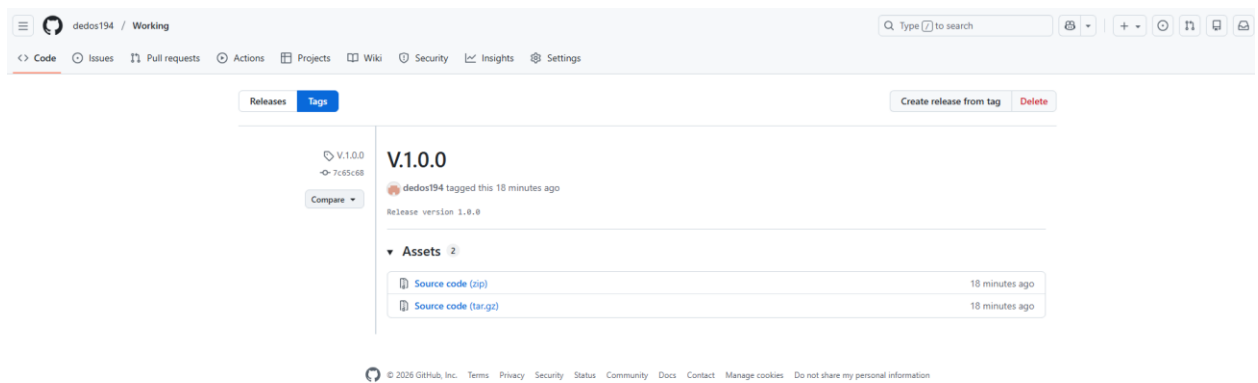 dedos194 / Working
Type / to search
Code Issues Pull requests Actions Projects Wiki Security Insights Settings
Releases Tags
Create release from tag Delete
V.1.0.0
7c65c68
Compare
V.1.0.0
dedos194 tagged this 18 minutes ago
Release version 1.0.0
Assets 2
Source code (zip) 18 minutes ago
Source code (tar.gz) 18 minutes ago
© 2026 GitHub, Inc. Terms Privacy Security Status Community Docs Contact Manage cookies Do not share my personal information